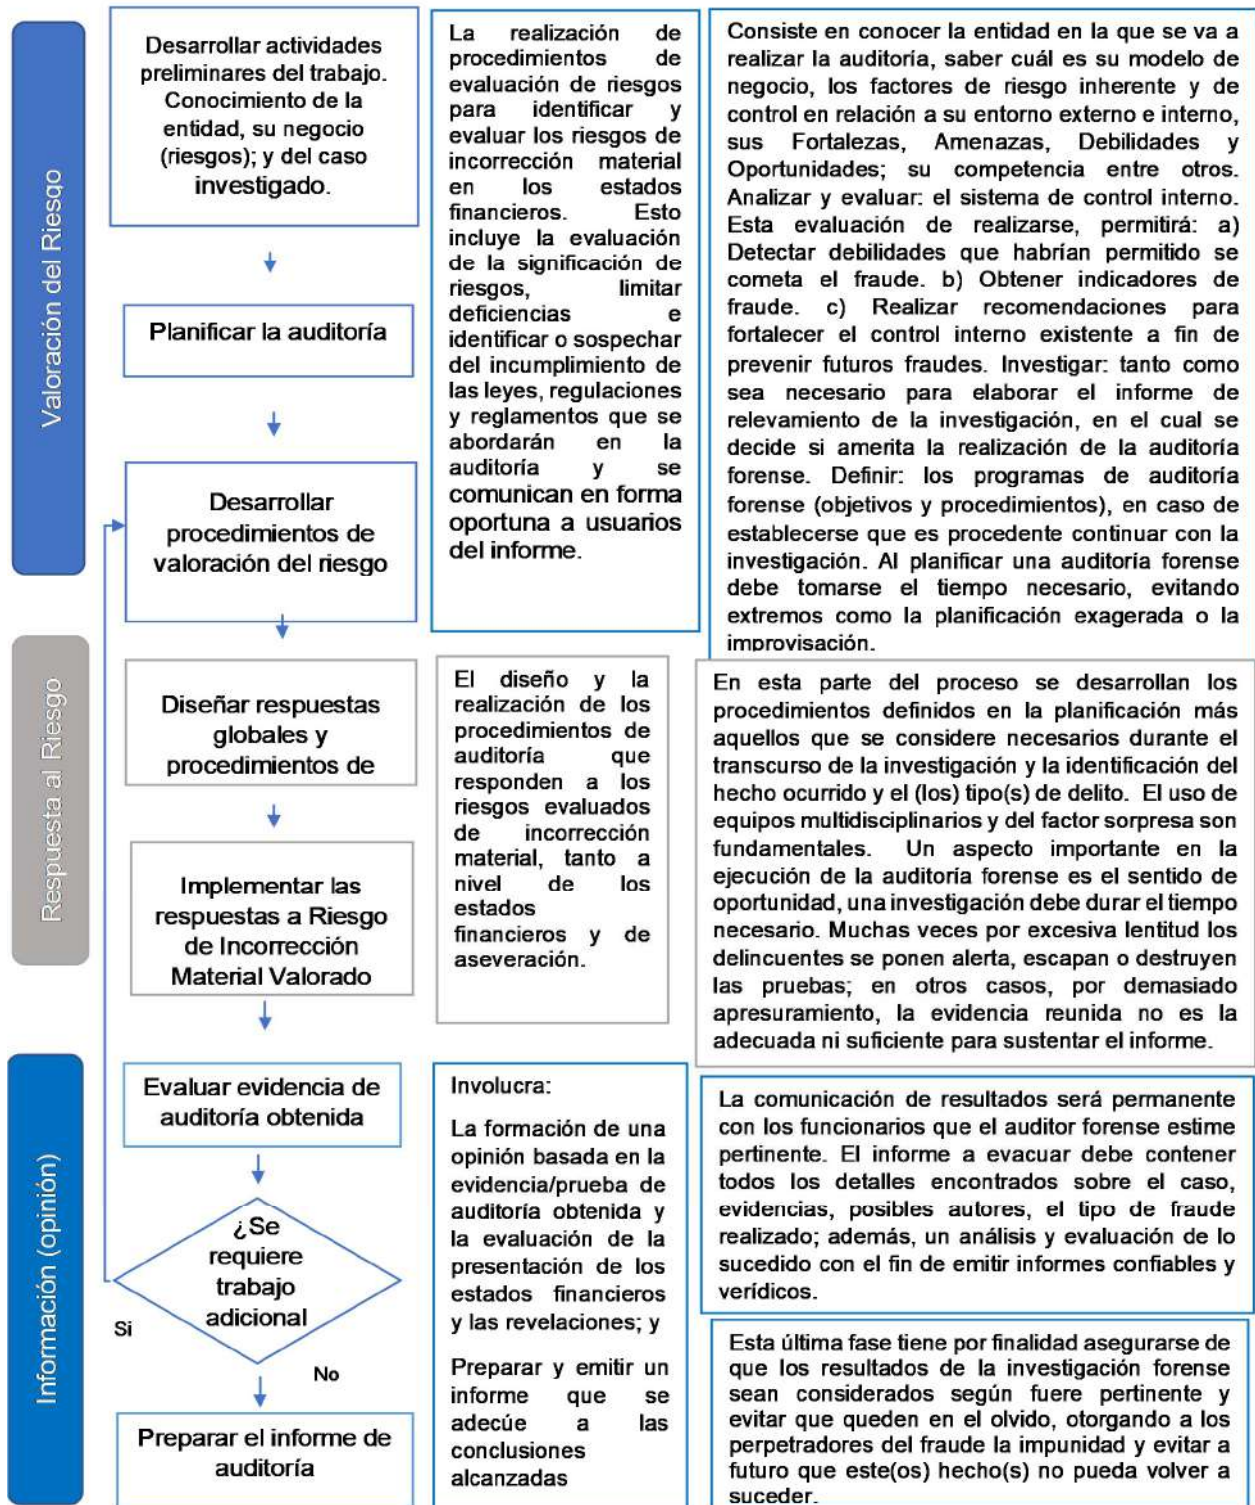 Valoración del Riesgo
Desarrollar actividades
preliminares del trabajo.
Conocimiento de la
entidad, su negocio
(riesgos); y del caso
investigado.
Planificar la auditoría
Desarrollar
procedimientos de
valoración del riesgo
La realización de
procedimientos de
evaluación de riesgos
para identificar y
evaluar los riesgos de
incorrección material
en los estados
financieros. Esto
incluye la evaluación
de la significación de
riesgos, limitar
deficiencias e
identificar o sospechar
del incumplimiento de
las leyes, regulaciones
y reglamentos que se
abordarán en la
auditoría y se
comunican en forma
oportuna a usuarios
del informe.
Consiste en conocer la entidad en la que se va a
realizar la auditoría, saber cuál es su modelo de
negocio, los factores de riesgo inherente y de
control en relación a su entorno externo e interno,
sus Fortalezas, Amenazas, Debilidades y
Oportunidades; su competencia entre otros.
Analizar y evaluar: el sistema de control interno.
Esta evaluación de realizarse, permitirá: a)
Detectar debilidades que habrían permitido se
cometa el fraude. b) Obtener indicadores de
fraude. c) Realizar recomendaciones para
fortalecer el control interno existente a fin de
prevenir futuros fraudes. Investigar: tanto como
sea necesario para elaborar el informe de
relevamiento de la investigación, en el cual se
decide si amerita la realización de la auditoría
forense. Definir: los programas de auditoría
forense (objetivos y procedimientos), en caso de
establecerse que es procedente continuar con la
investigación. Al planificar una auditoría forense
debe tomarse el tiempo necesario, evitando
extremos como la planificación exagerada o la
improvisación.
Respuesta al Riesgo
Diseñar respuestas
globales y
procedimientos de
Implementar las
respuestas a Riesgo
de Incorrección
Material Valorado
El diseño y la
realización de los
procedimientos de
auditoría que
responden a los
riesgos evaluados
de incorrección
material, tanto a
nivel de los
estados
financieros y de
aseveración.
En esta parte del proceso se desarrollan los
procedimientos definidos en la planificación más
aquellos que se considere necesarios durante el
transcurso de la investigación y la identificación del
hecho ocurrido y el (los) tipo(s) de delito. El uso de
equipos multidisciplinarios y del factor sorpresa son
fundamentales. Un aspecto importante en la
ejecución de la auditoría forense es el sentido de
oportunidad, una investigación debe durar el tiempo
necesario. Muchas veces por excesiva lentitud los
delincuentes se ponen alerta, escapan o destruyen
las pruebas; en otros casos, por demasiado
apresuramiento, la evidencia reunida no es la
adecuada ni suficiente para sustentar el informe.
Información (opinión)
Evaluar evidencia de
auditoría obtenida
¿Se
requiere
trabajo
adicional
Si
No
Preparar el informe de
auditoría
Involucra:
La formación de una
opinión basada en la
evidencia/prueba de
auditoría obtenida y
la evaluación de la
presentación de los
estados financieros
y las revelaciones; y
Preparar y emitir un
informe que se
adecúe a las
conclusiones
alcanzadas
La comunicación de resultados será permanente
con los funcionarios que el auditor forense estime
pertinente. El informe a evacuar debe contener
todos los detalles encontrados sobre el caso,
evidencias, posibles autores, el tipo de fraude
realizado; además, un análisis y evaluación de lo
sucedido con el fin de emitir informes confiables y
verídicos.
Esta última fase tiene por finalidad asegurarse de
que los resultados de la investigación forense
sean considerados según fuere pertinente y
evitar que queden en el olvido, otorgando a los
perpetradores del fraude la impunidad y evitar a
futuro que este(os) hecho(s) no pueda volver a
suceder.